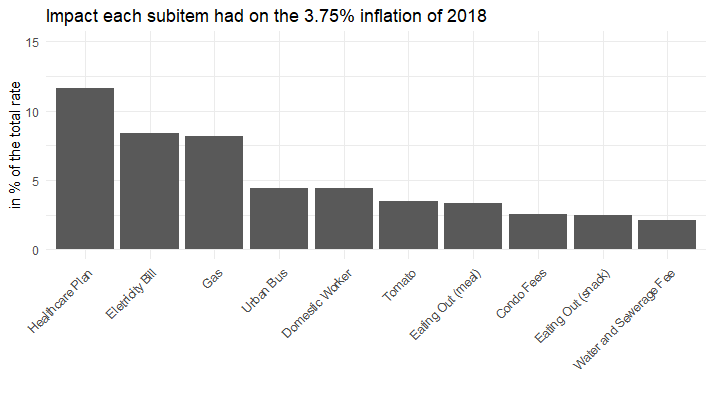 Impact each subitem had on the 3.75% inflation of 2018
in % of the total rate
15
10
5
0
Healthcare Plan
Eletricity Bill
Gas
Urban Bus
Domestic Worker
Tomato
Eating Out (meal)
Condo Fees
Eating Out (snack)
Water and Sewerage Fee